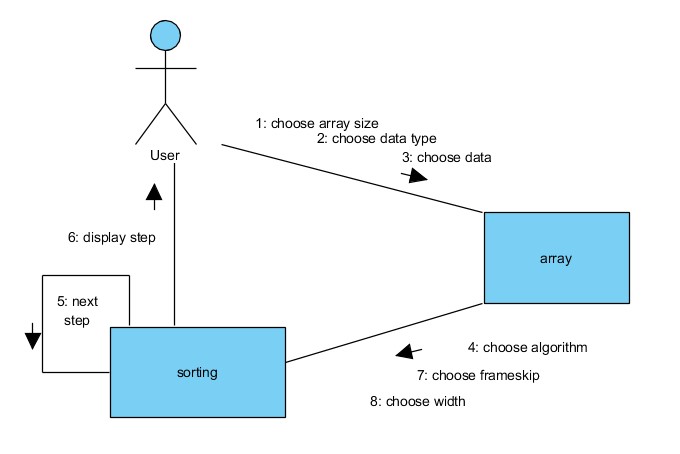 1: choose array size
2: choose data type
User
3: choose data
6: display step
array
5: next
step
4: choose algorithm
sorting
7: choose frameskip
8: choose width